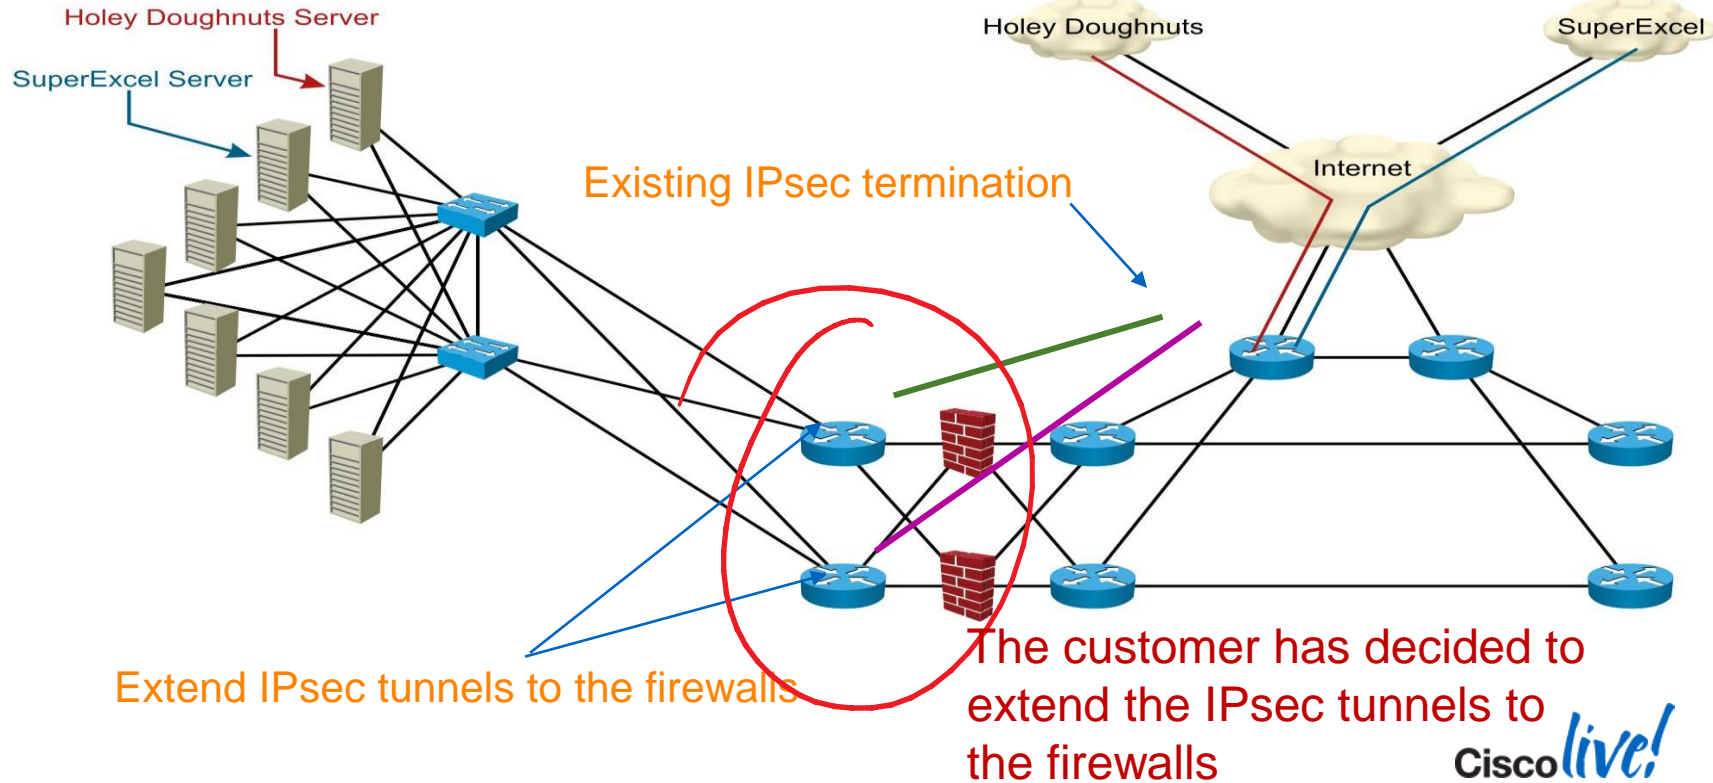 Holey Doughnuts Server
SuperExcel Server
Holey Doughnuts
SuperExcel
Internet
Existing IPsec termination
Extend IPsec tunnels to the firewalls
The customer has decided to
extend the IPsec tunnels to
the firewalls
Cisco live!